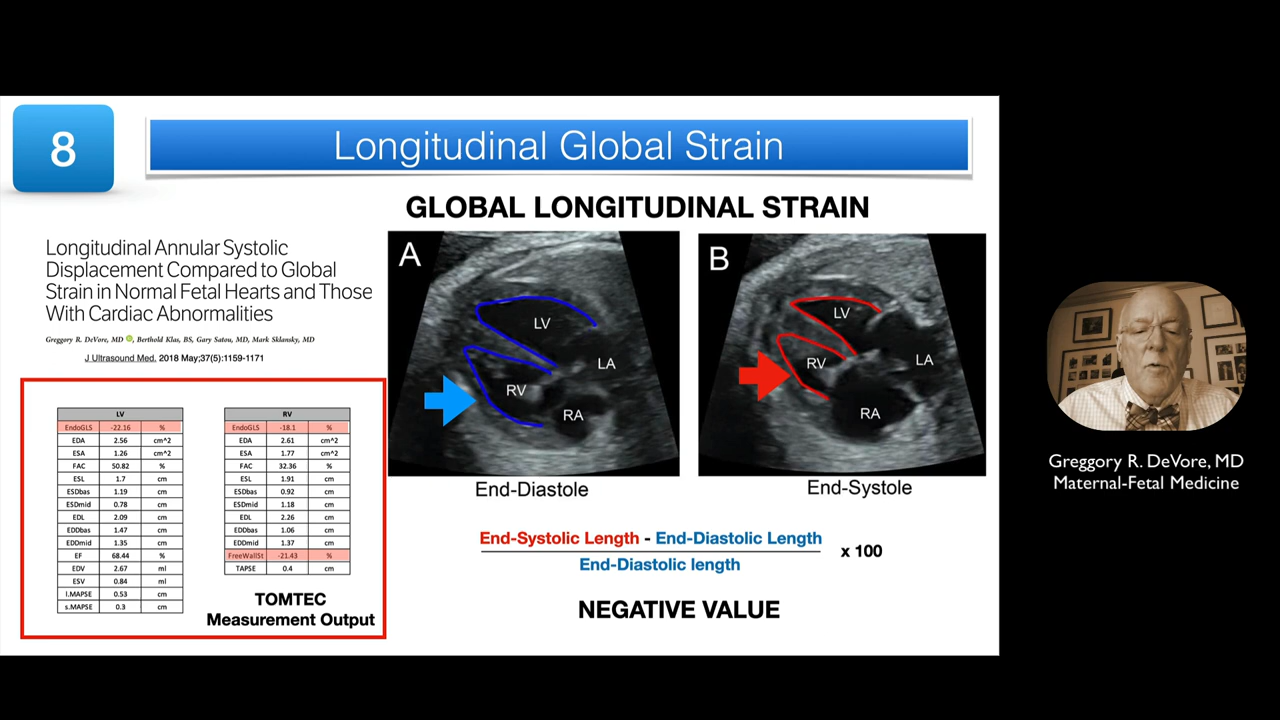 8
Longitudinal Global Strain
GLOBAL LONGITUDINAL STRAIN
Longitudinal Annular Systolic
Displacement Compared to Global
Strain in Normal Fetal Hearts and Those
With Cardiac Abnormalities
Greggory R. DeVore, MD, Berthold Klas, BS, Gary Satou, MD, Mark Sklansky, MD
J Ultrasound Med. 2018 May;37(5):1159-1171
LV
EndoGLS -22.16 %
EDA 2.56 cm^2
ESA 1.26 cm^2
FAC 50.82 %
ESL 1.7 cm
ESDbas 1.19 cm
ESDmid 0.78 cm
EDL 2.09 cm
EDDbas 1.47 cm
EDDmid 1.35 cm
EF 68.44 %
EDV 2.67 ml
ESV 0.84 ml
l.MAPSE 0.53 cm
s.MAPSE 0.3 cm
RV
EndoGLS -18.1 %
EDA 2.61 cm^2
ESA 1.77 cm^2
FAC 32.36 %
ESL 1.91 cm
ESDbas 0.92 cm
ESDmid 1.18 cm
EDL 2.26 cm
EDDbas 1.06 cm
EDDmid 1.37 cm
FreeWallSt -21.43 %
TAPSE 0.4 cm
TOMTEC
Measurement Output
A
LV
LA
RV
RA
End-Diastole
B
LV
LA
RV
RA
End-Systole
End-Systolic Length - End-Diastolic Length
End-Diastolic length
x 100
NEGATIVE VALUE
Greggory R. DeVore, MD
Maternal-Fetal Medicine